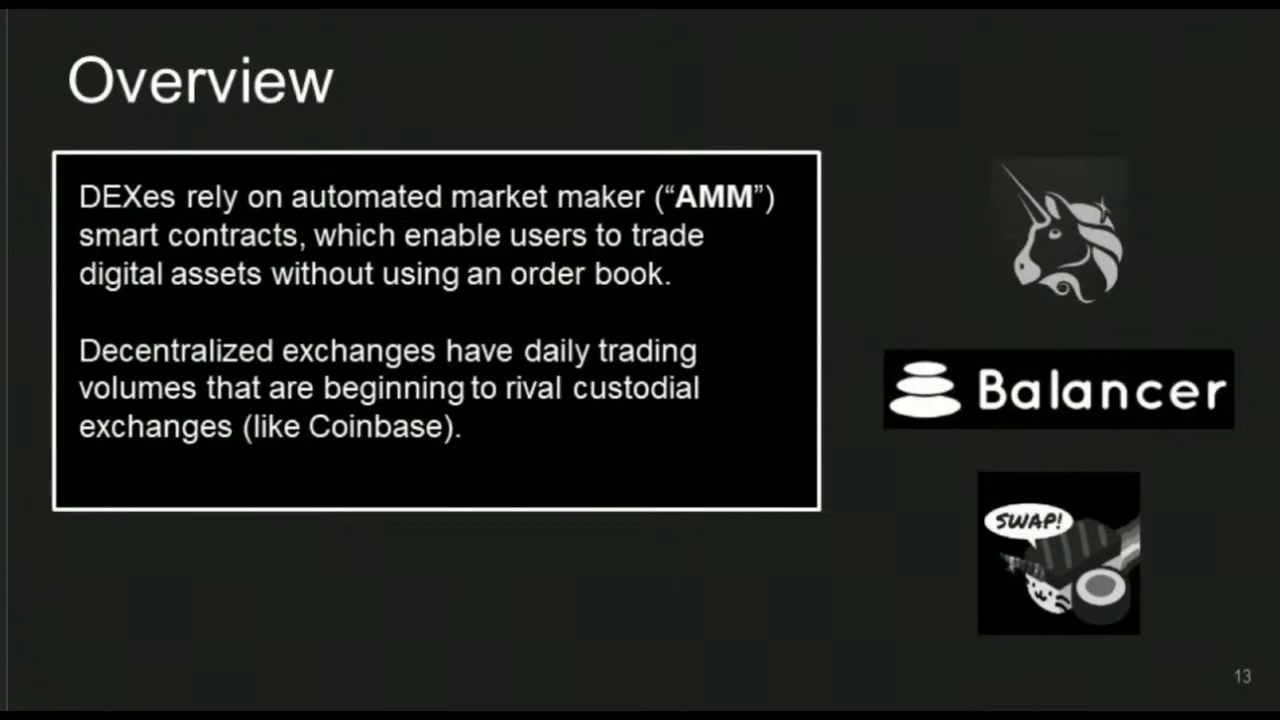 Overview
DEXes rely on automated market maker (“AMM”)
smart contracts, which enable users to trade
digital assets without using an order book.
Decentralized exchanges have daily trading
volumes that are beginning to rival custodial
exchanges (like Coinbase).
Balancer
SWAP!
13